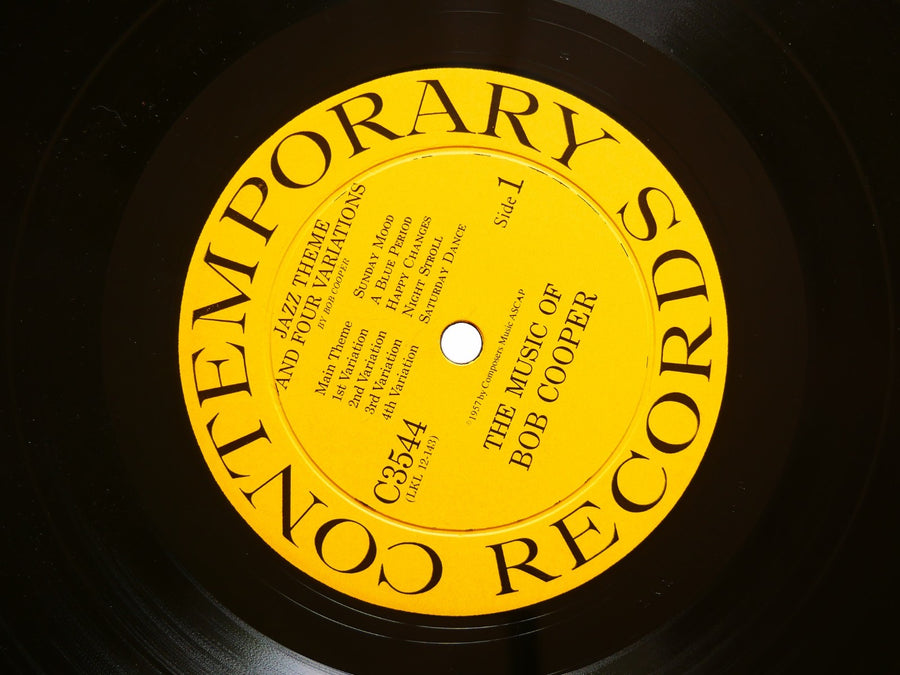 CONTEMPORARY RECORDS
JAZZ THEME
AND FOUR VARIATIONS
BY BOB COOPER
Main Theme SUNDAY MOOD
1st Variation A BLUE PERIOD
2nd Variation HAPPY CHANGES
3rd Variation NIGHT STROLL
4th Variation SATURDAY DANCE
C3544
(LKL 12-143)
Side 1
©1957 by Composers Music ASCAP
THE MUSIC OF
BOB COOPER